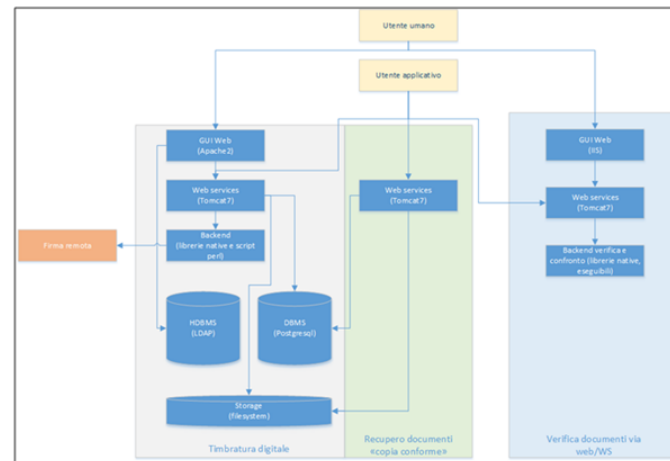 Utente umano
Utente applicativo
GUI Web
(Apache2)
GUI Web
(IIS)
Web services
(Tomcat7)
Web services
(Tomcat7)
Web services
(Tomcat7)
Firma remota
Backend
(librerie native e script
perl)
Backend verifica e
confronto (librerie native,
eseguibili)
HDBMS
(LDAP)
DBMS
(Postgresql)
Storage
(filesystem)
Timbratura digitale
Recupero documenti
«copia conforme»
Verifica documenti via
web/WS